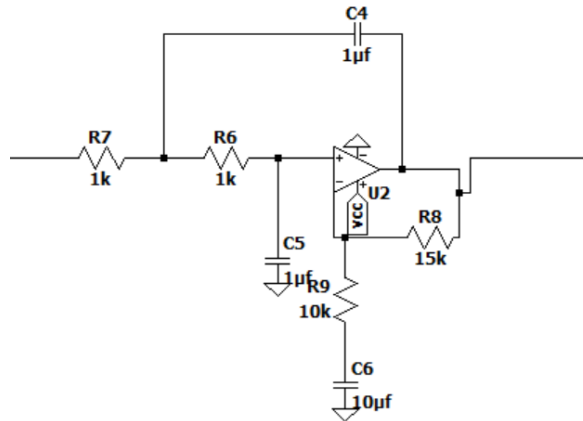 C4
1µf
R7
1k
R6
1k
+
−
−
+
U2
VCC
R8
15k
C5
1µf
R9
10k
C6
10µf